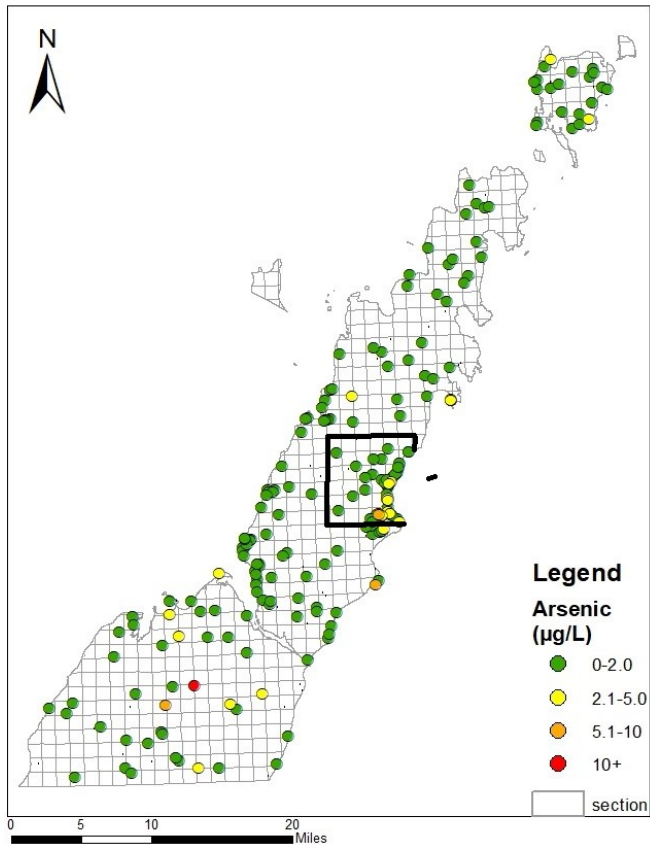 N
Legend
Arsenic
(µg/L)
0-2.0
2.1-5.0
5.1-10
10+
section
0 5 10 20
Miles